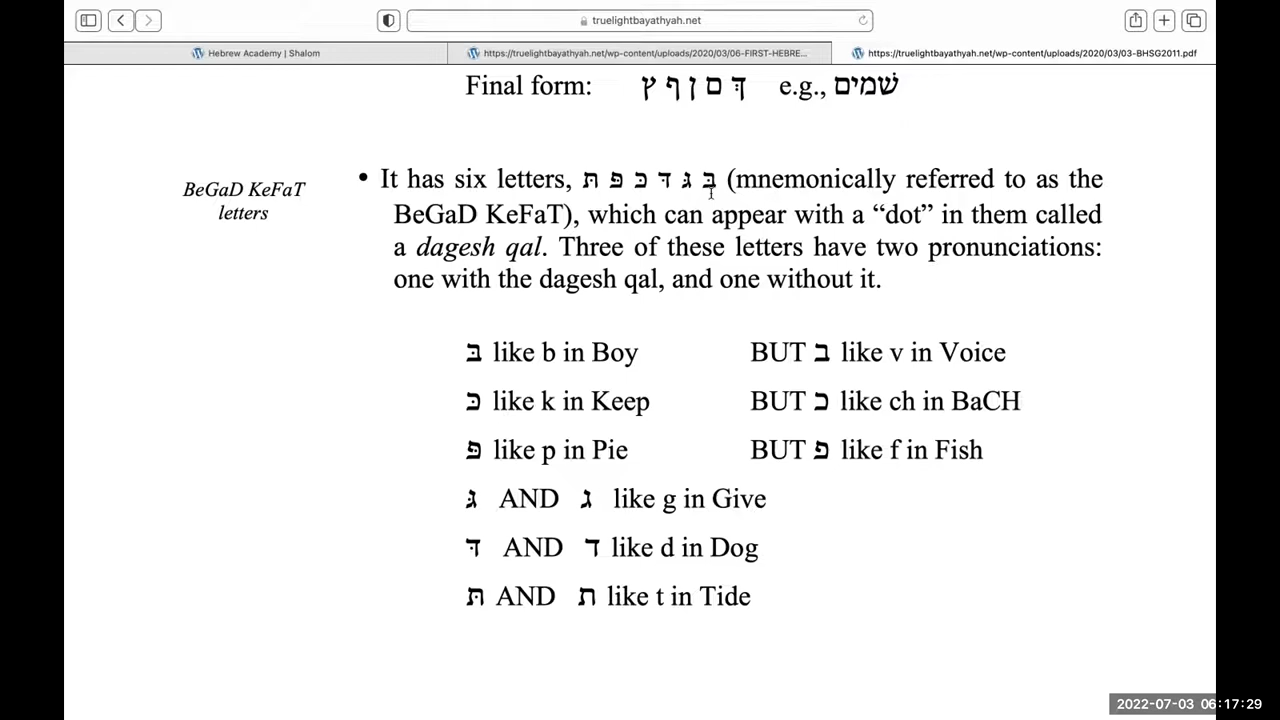 truelightbayathyah.net
Hebrew Academy | Shalom
https://truelightbayathyah.net/wp-content/uploads/2020/03/06-FIRST-HEBRE...
https://truelightbayathyah.net/wp-content/uploads/2020/03/03-BHSG2011.pdf
Final form: ךּ ם ן ף ץ e.g., שׁמים
BeGaD KeFaT
letters
• It has six letters, בּ גּ דּ כּ פּ תּ (mnemonically referred to as the
BeGaD KeFaT), which can appear with a “dot” in them called
a dagesh qal. Three of these letters have two pronunciations:
one with the dagesh qal, and one without it.
בּ like b in Boy BUT ב like v in Voice
כּ like k in Keep BUT כ like ch in BaCH
פּ like p in Pie BUT פ like f in Fish
גּ AND ג like g in Give
דּ AND ד like d in Dog
תּ AND ת like t in Tide
2022-07-03 06:17:29